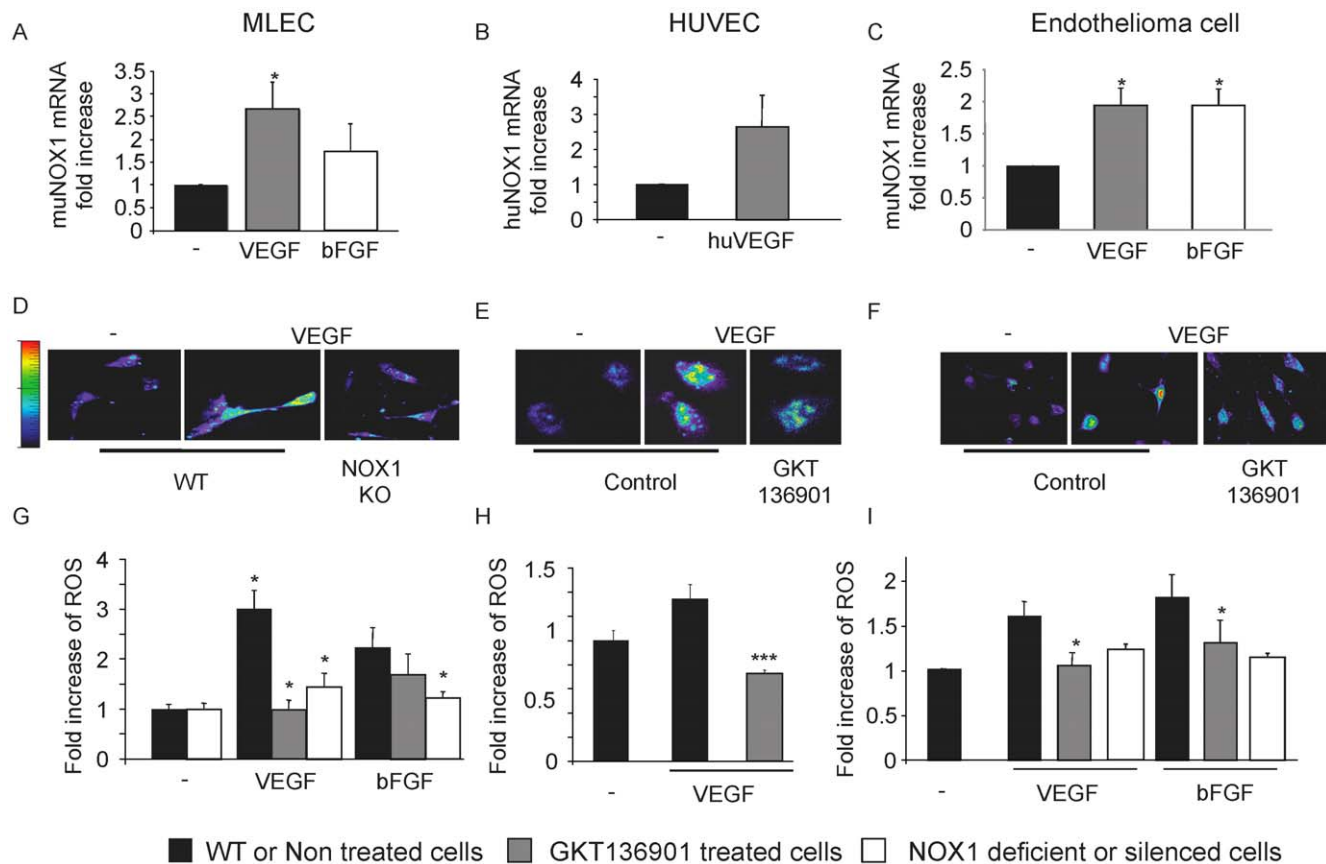 MLEC
HUVEC
Endothelioma cell
A
muNOX1 mRNA
fold increase
3.5
3
2.5
2
1.5
1
0.5
0
*
-
VEGF
bFGF
B
huNOX1 mRNA
fold increase
4
3
2
1
0
-
huVEGF
C
muNOX1 mRNA
fold increase
2.5
2
1.5
1
0.5
0
*
*
-
VEGF
bFGF
D
-
VEGF
WT
NOX1
KO
E
-
VEGF
Control
GKT
136901
F
-
VEGF
Control
GKT
136901
G
Fold increase of ROS
4
3
2
1
0
*
*
*
*
-
VEGF
bFGF
H
Fold increase of ROS
1.5
1
0.5
0
***
-
VEGF
I
Fold increase of ROS
2
1.5
1
0.5
0
*
*
-
VEGF
bFGF
WT or Non treated cells
GKT136901 treated cells
NOX1 deficient or silenced cells